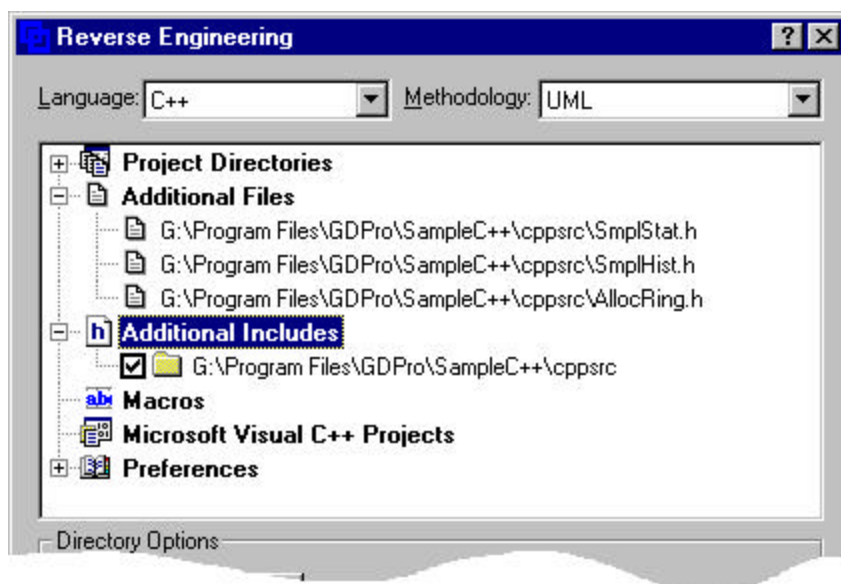 Reverse Engineering
Language: C++ Methodology: UML
Project Directories
Additional Files
G:\Program Files\GDPro\SampleC++\cppsrc\SmplStat.h
G:\Program Files\GDPro\SampleC++\cppsrc\SmplHist.h
G:\Program Files\GDPro\SampleC++\cppsrc\AllocRing.h
h Additional Includes
G:\Program Files\GDPro\SampleC++\cppsrc
ab Macros
Microsoft Visual C++ Projects
Preferences
Directory Options